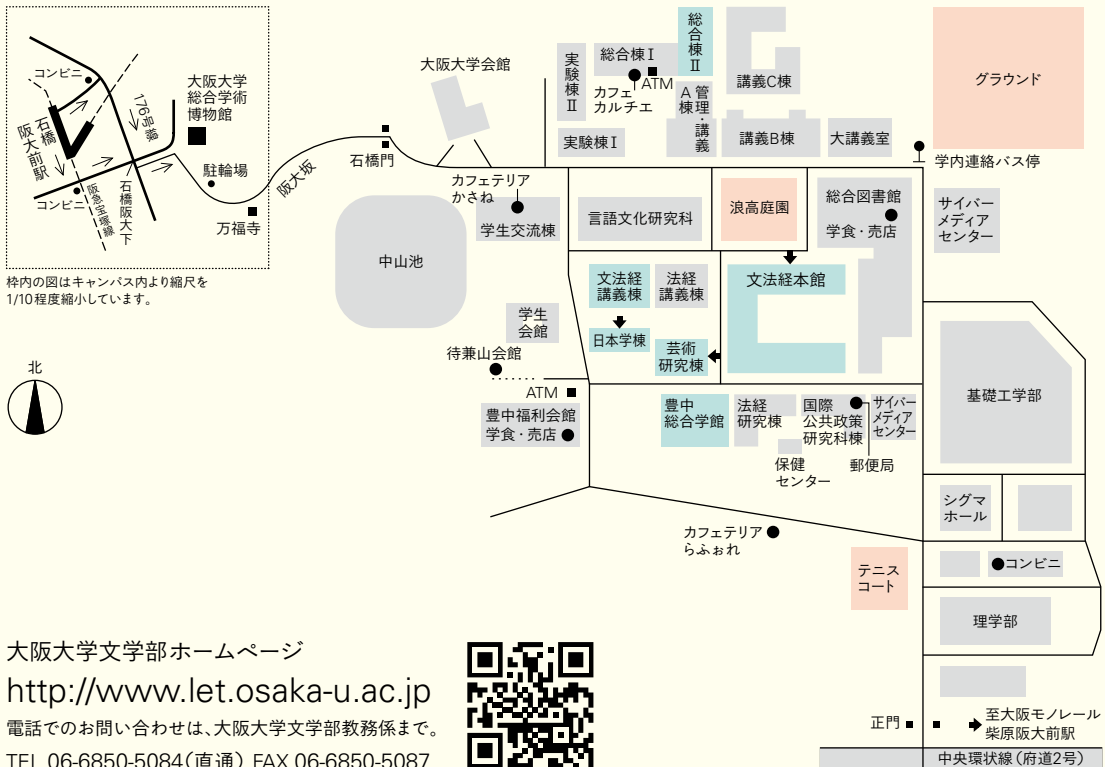 コンビニ
176号線
大阪大学
総合学術
博物館
石橋
阪大前駅
コンビニ
阪急宝塚線
石橋阪大下
駐輪場
万福寺
阪大坂
石橋門
枠内の図はキャンパス内より縮尺を
1/10程度縮小しています。
北
大阪大学会館
実験棟Ⅱ
総合棟Ⅰ
カフェ
カルチエ
ATM
総合棟Ⅱ
管理・講義
A棟
講義C棟
実験棟Ⅰ
講義B棟
大講義室
グラウンド
学内連絡バス停
中山池
カフェテリア
かさね
学生交流棟
言語文化研究科
浪高庭園
総合図書館
学食・売店
サイバー
メディア
センター
文法経
講義棟
法経
講義棟
文法経本館
学生
会館
日本学棟
芸術
研究棟
待兼山会館
ATM
豊中福利会館
学食・売店
豊中
総合学館
法経
研究棟
国際
公共政策
研究科棟
サイバー
メディア
センター
保健
センター
郵便局
基礎工学部
シグマ
ホール
カフェテリア
らふぉれ
テニス
コート
コンビニ
理学部
正門
至大阪モノレール
柴原阪大前駅
中央環状線(府道2号)
大阪大学文学部ホームページ
http://www.let.osaka-u.ac.jp
電話でのお問い合わせは、大阪大学文学部教務係まで。
TEL 06-6850-5084(直通) FAX 06-6850-5087